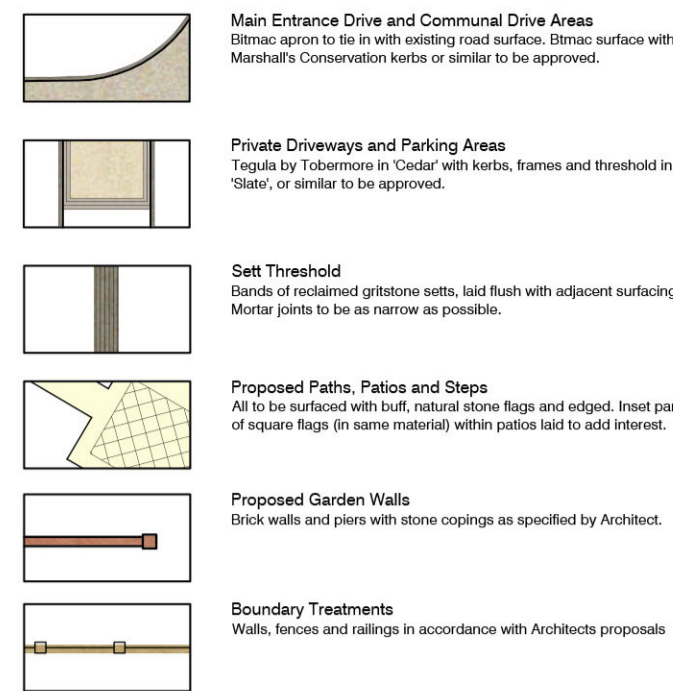 Main Entrance Drive and Communal Drive Areas
Bitmac apron to tie in with existing road surface. Btmac surface with
Marshall's Conservation kerbs or similar to be approved.
Private Driveways and Parking Areas
Tegula by Tobermore in 'Cedar' with kerbs, frames and threshold in
'Slate', or similar to be approved.
Sett Threshold
Bands of reclaimed gritstone setts, laid flush with adjacent surfacing
Mortar joints to be as narrow as possible.
Proposed Paths, Patios and Steps
All to be surfaced with buff, natural stone flags and edged. Inset
of square flags (in same material) within patios laid to add interest.
Proposed Garden Walls
Brick walls and piers with stone copings as specified by Architect.
Boundary Treatments
Walls, fences and railings in accordance with Architects proposals